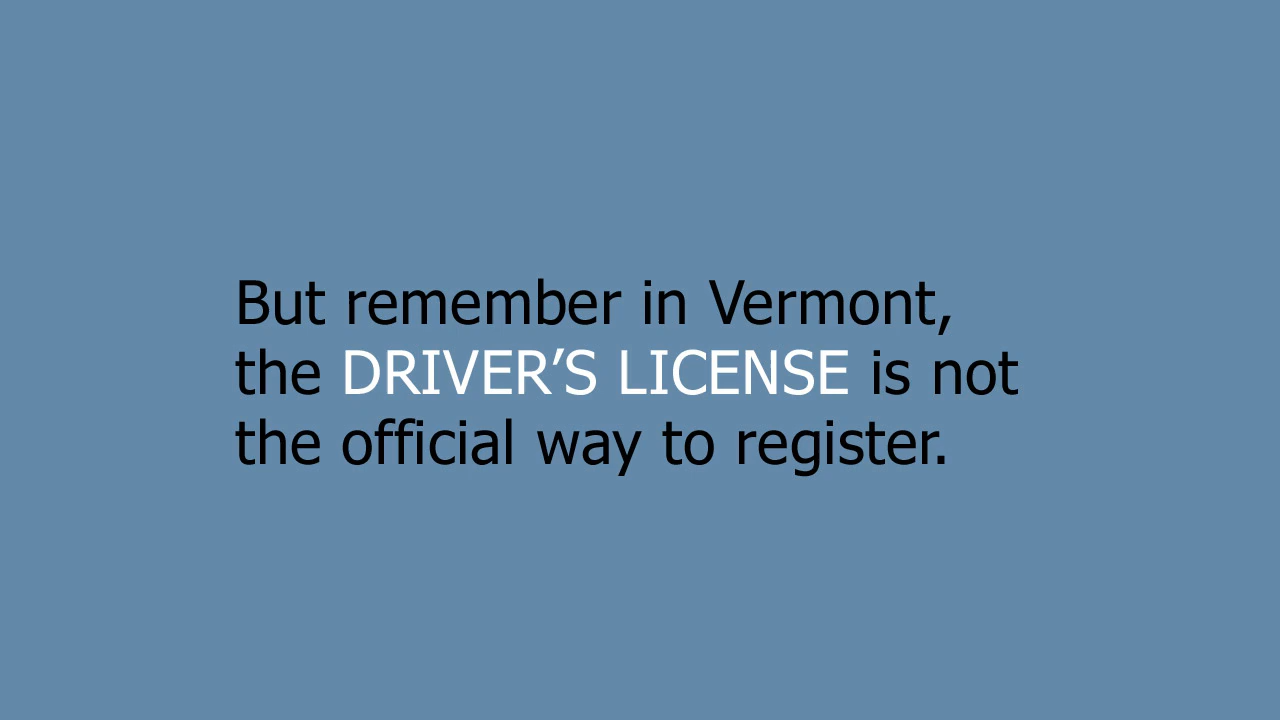 But remember in Vermont,
the DRIVER’S LICENSE is not
the official way to register.